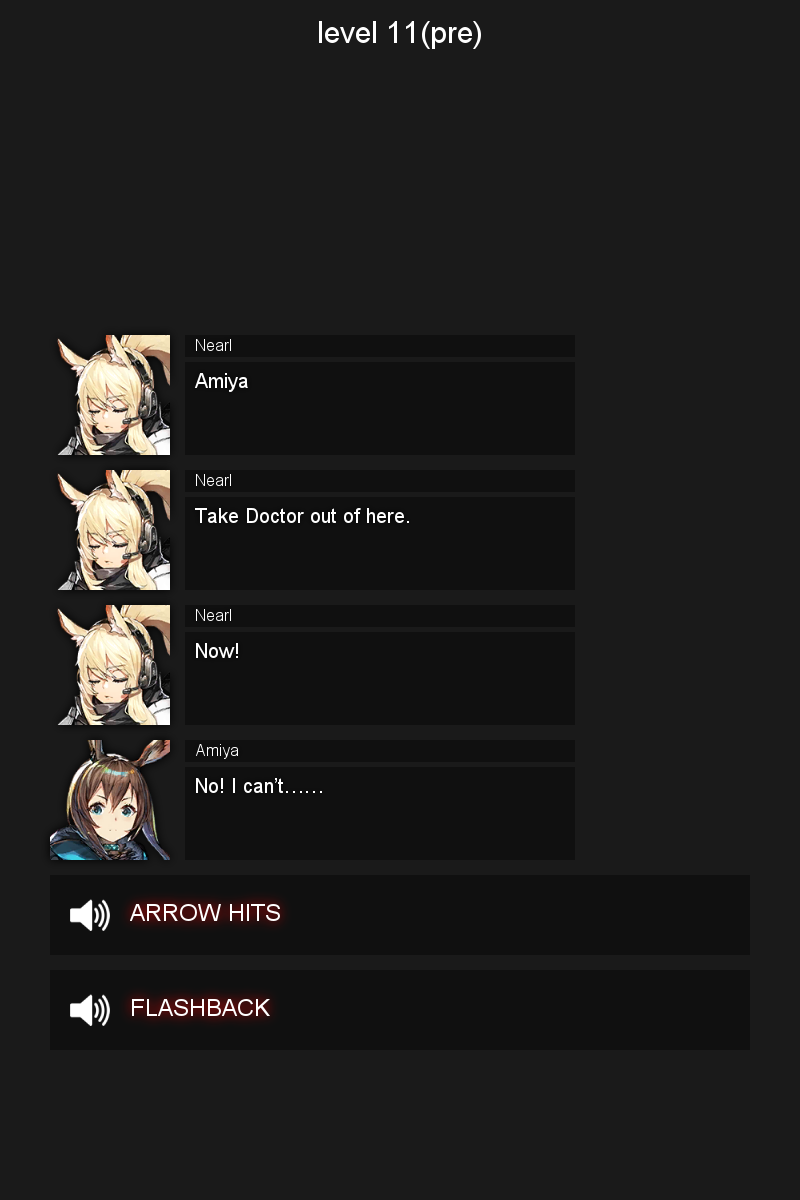 level 11(pre)
Nearl
Amiya
Nearl
Take Doctor out of here.
Nearl
Now!
Amiya
No! I can’t……
ARROW HITS
FLASHBACK